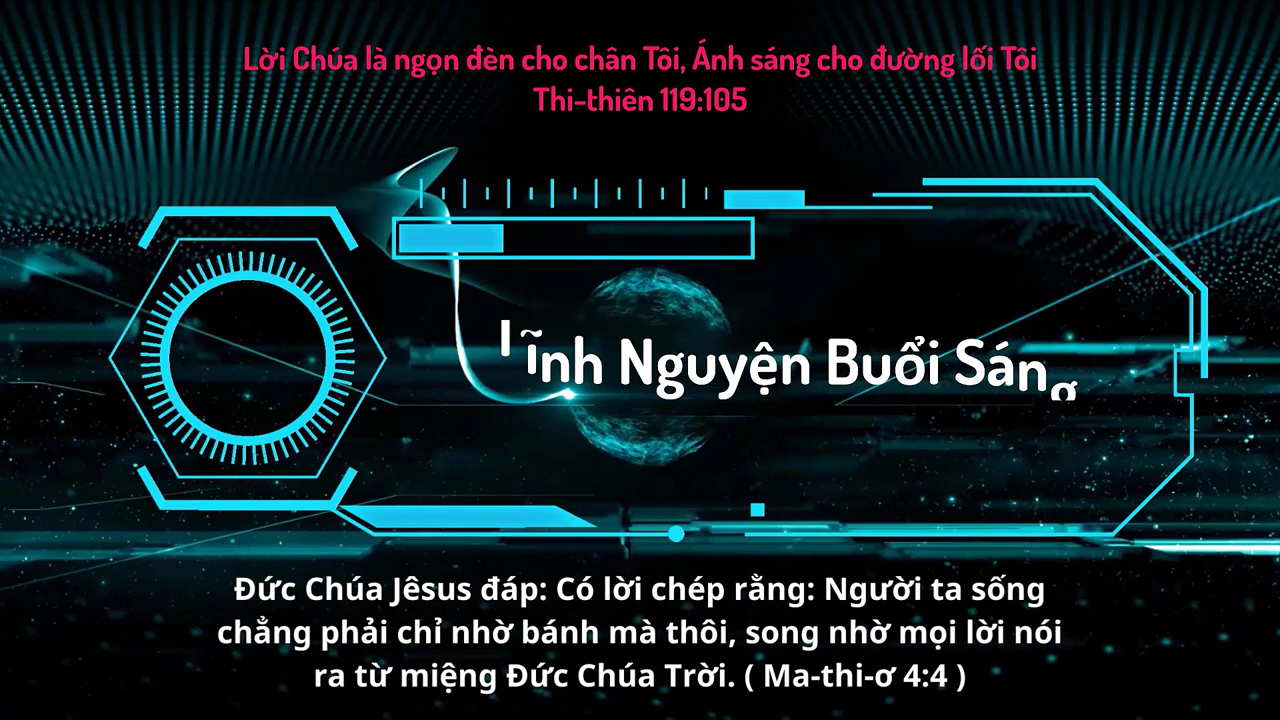 Lời Chúa là ngọn đèn cho chân Tôi, Ánh sáng cho đường lối Tôi
Thi-thiên 119:105
Tĩnh Nguyện Buổi Sáng
Đức Chúa Jêsus đáp: Có lời chép rằng: Người ta sống
chẳng phải chỉ nhờ bánh mà thôi, song nhờ mọi lời nói
ra từ miệng Đức Chúa Trời. ( Ma-thi-ơ 4:4 )